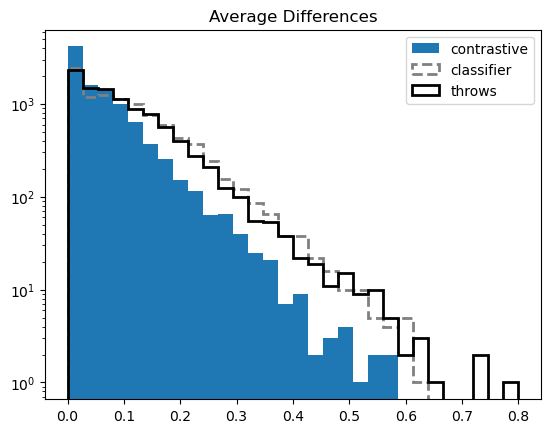 Average Differences
contrastive
classifier
throws
10³
10²
10¹
10⁰
0.0 0.1 0.2 0.3 0.4 0.5 0.6 0.7 0.8